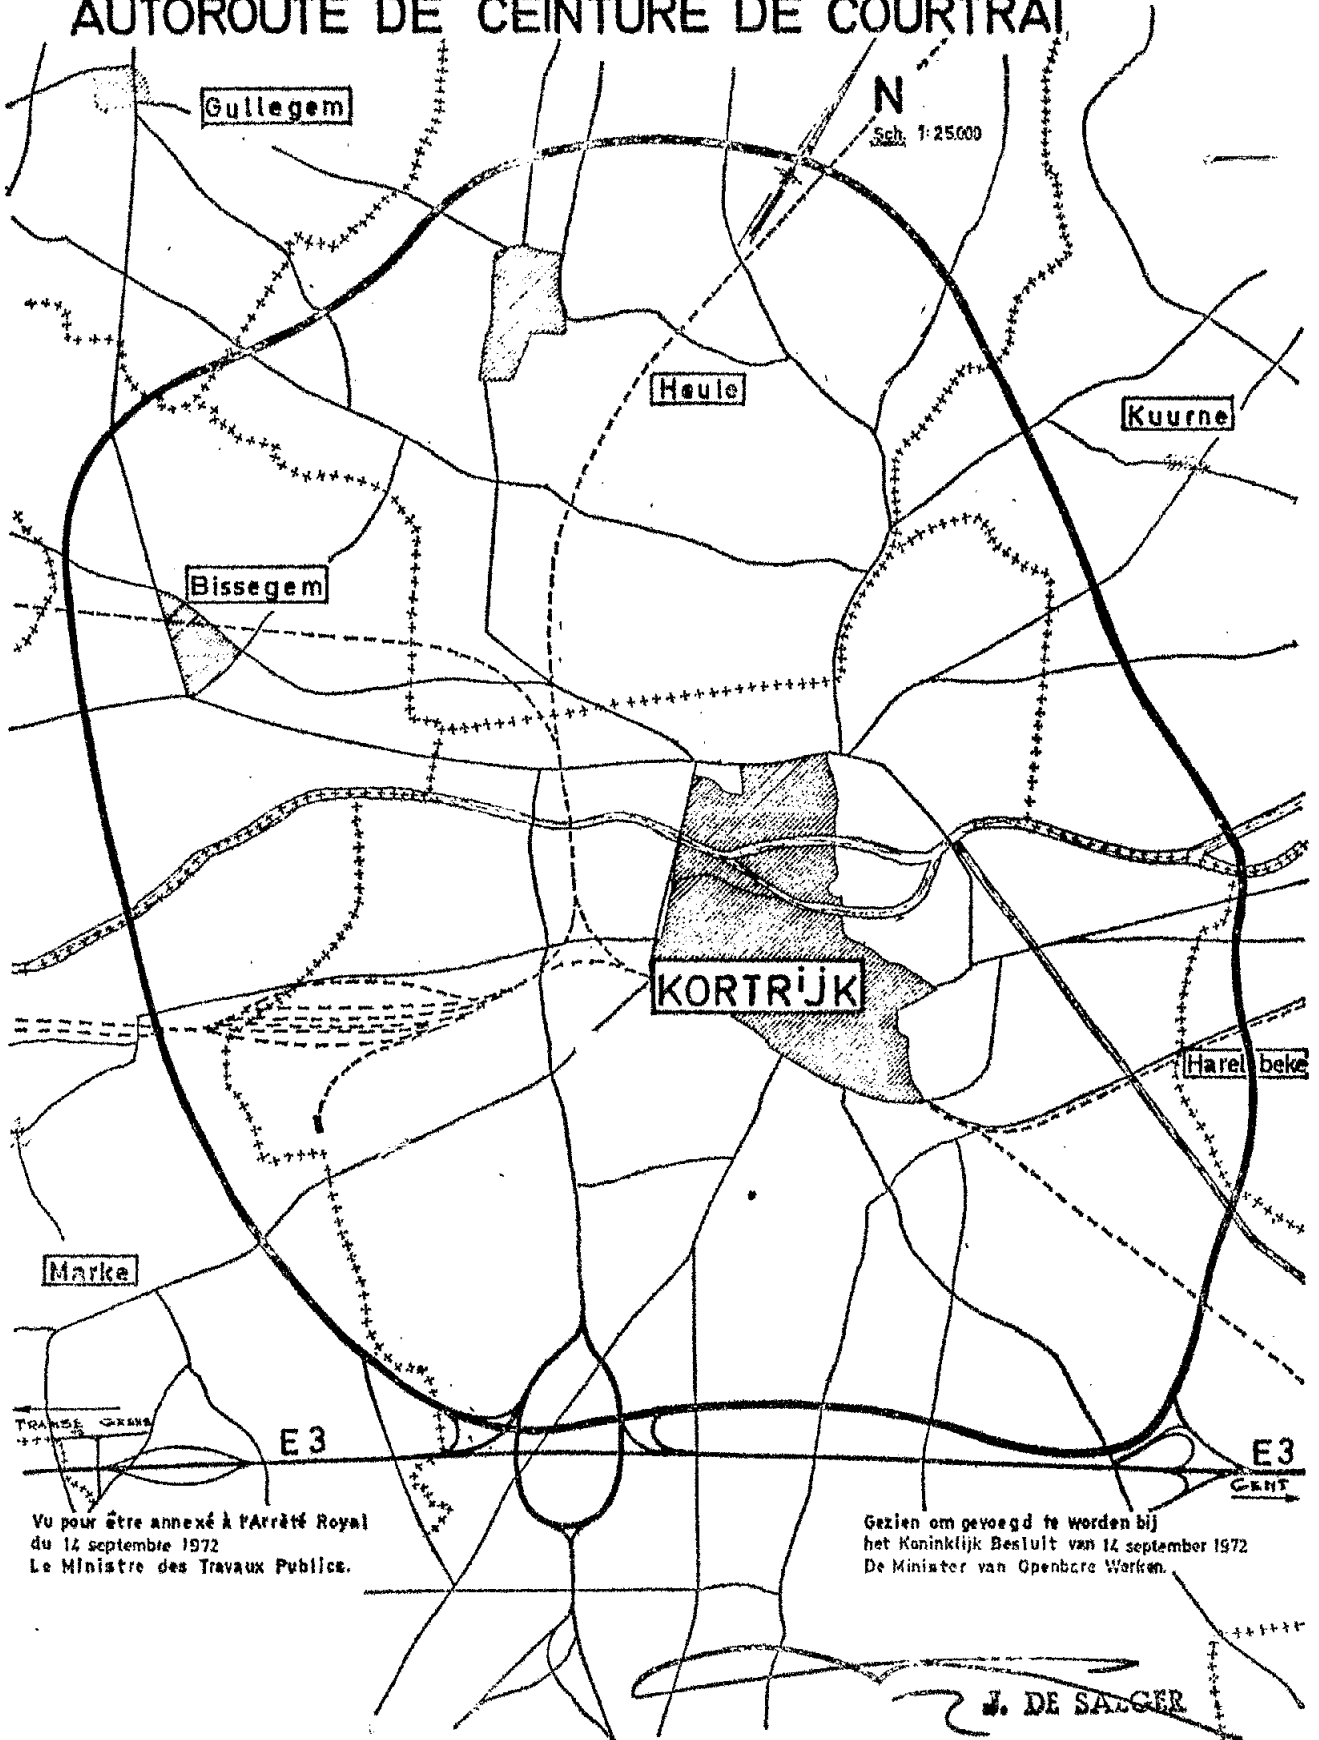 AUTOROUTE DE CEINTURE DE COURTRAI
Gullegem
N
Sch. 1:25.000
Heule
Kuurne
Bissegem
KORTRIJK
Harelbeke
Marke
E3
E3
GENT
Vu pour être annexé à l'Arrêté Royal
du 14 septembre 1972
Le Ministre des Travaux Publics.
Gezien om gevoegd te worden bij
het Koninklijk Besluit van 14 september 1972
De Minister van Openbare Werken.
J. DE SAEGER